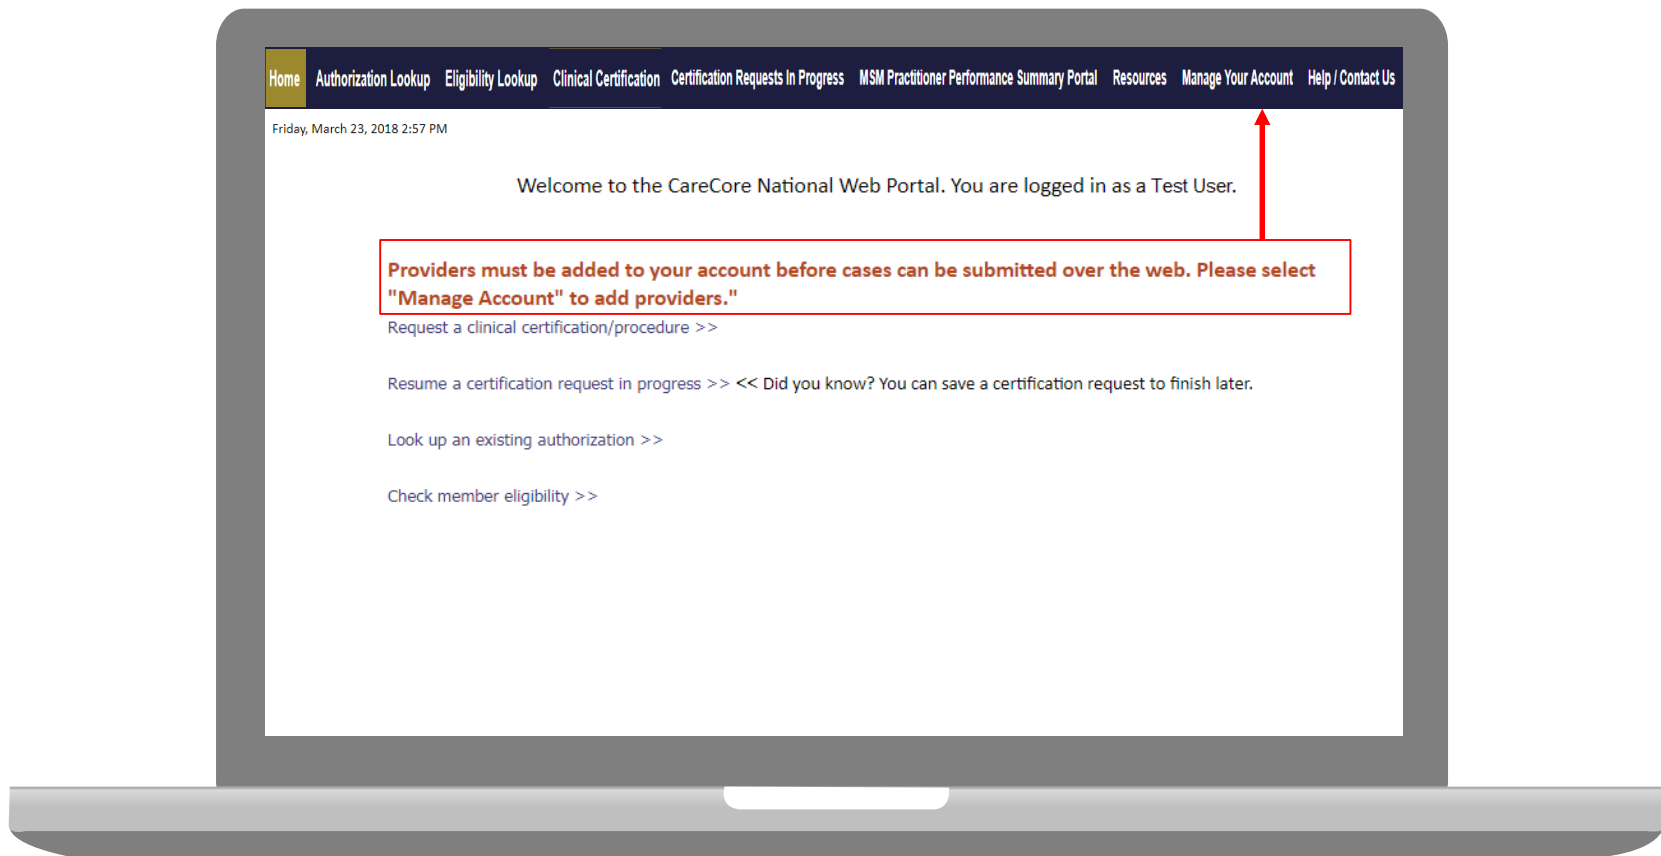 Home Authorization Lookup Eligibility Lookup Clinical Certification Certification Requests In Progress MSM Practitioner Performance Summary Portal Resources Manage Your Account Help / Contact Us
Friday, March 23, 2018 2:57 PM
Welcome to the CareCore National Web Portal. You are logged in as a Test User.
Providers must be added to your account before cases can be submitted over the web. Please select
"Manage Account" to add providers."
Request a clinical certification/procedure >>
Resume a certification request in progress >> << Did you know? You can save a certification request to finish later.
Look up an existing authorization >>
Check member eligibility >>